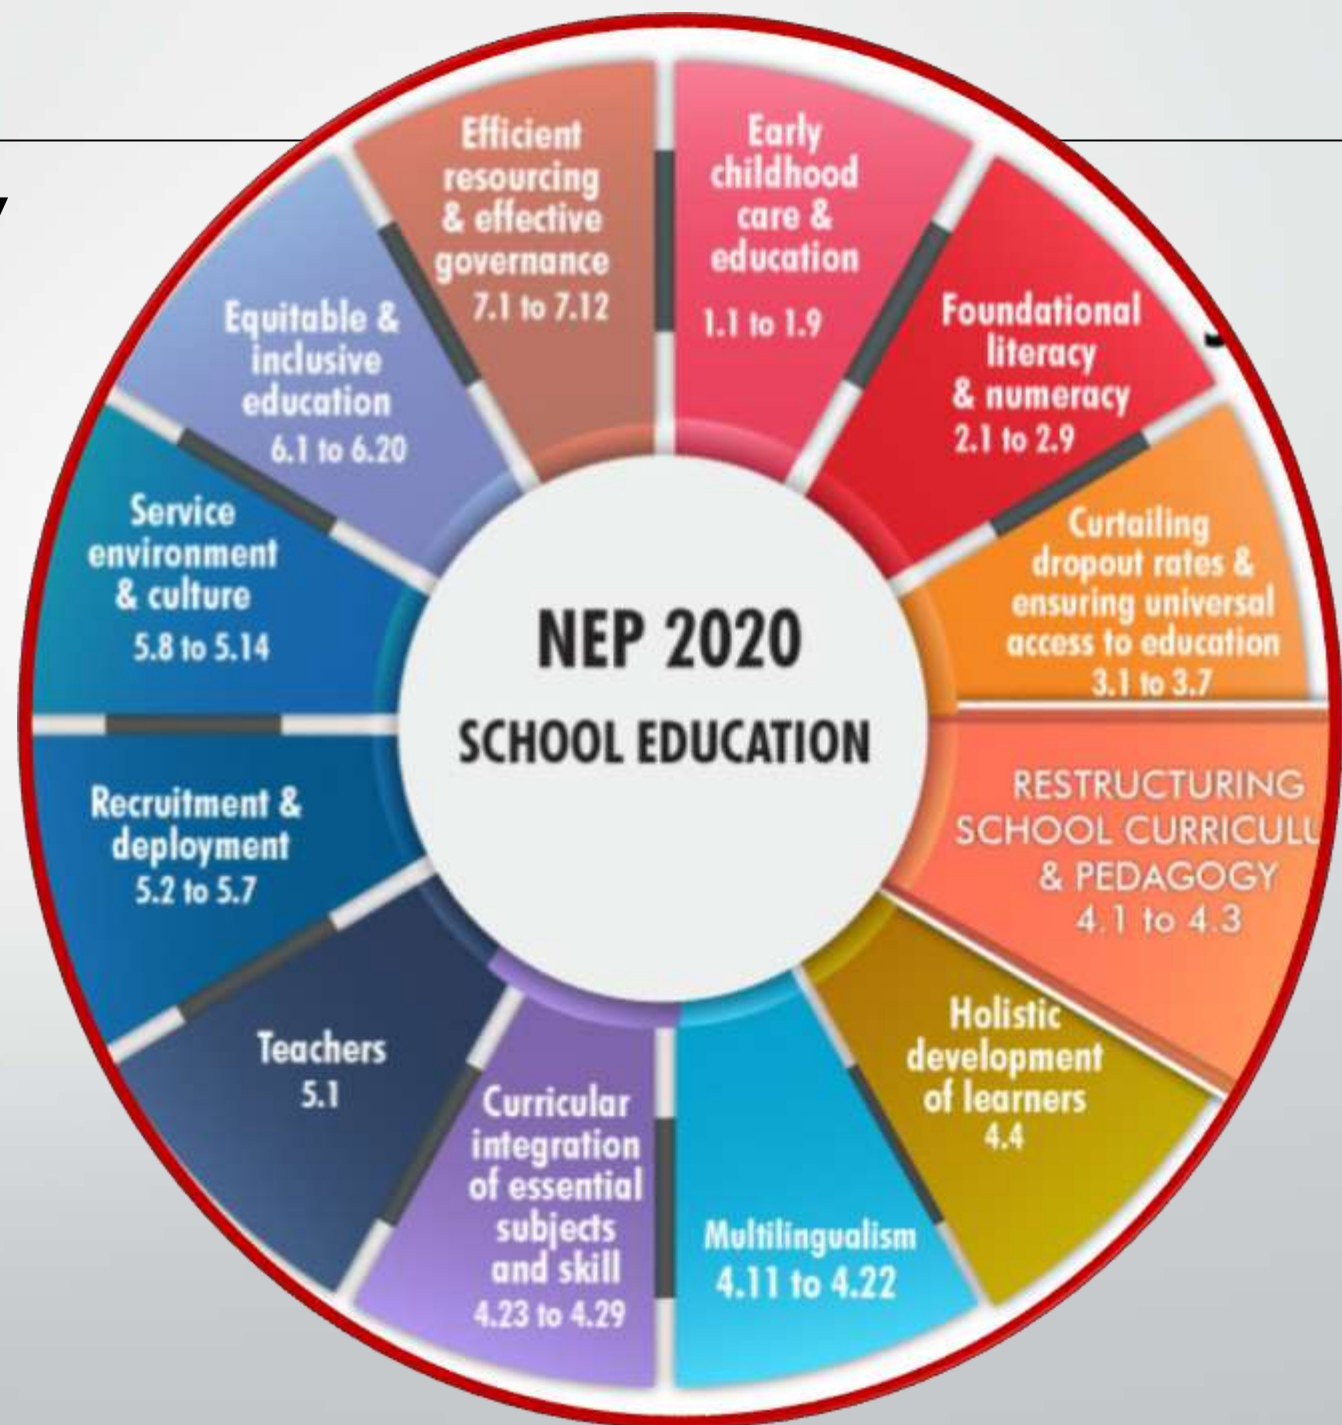 NEP 2020
SCHOOL EDUCATION
Early
childhood
care &
education
1.1 to 1.9
Foundational
literacy
& numeracy
2.1 to 2.9
Curtailing
dropout rates &
ensuring universal
access to education
3.1 to 3.7
RESTRUCTURING
SCHOOL CURRICULU
& PEDAGOGY
4.1 to 4.3
Holistic
development
of learners
4.4
Multilingualism
4.11 to 4.22
Curricular
integration
of essential
subjects
and skill
4.23 to 4.29
Teachers
5.1
Recruitment &
deployment
5.2 to 5.7
Service
environment
& culture
5.8 to 5.14
Equitable &
inclusive
education
6.1 to 6.20
Efficient
resourcing
& effective
governance
7.1 to 7.12